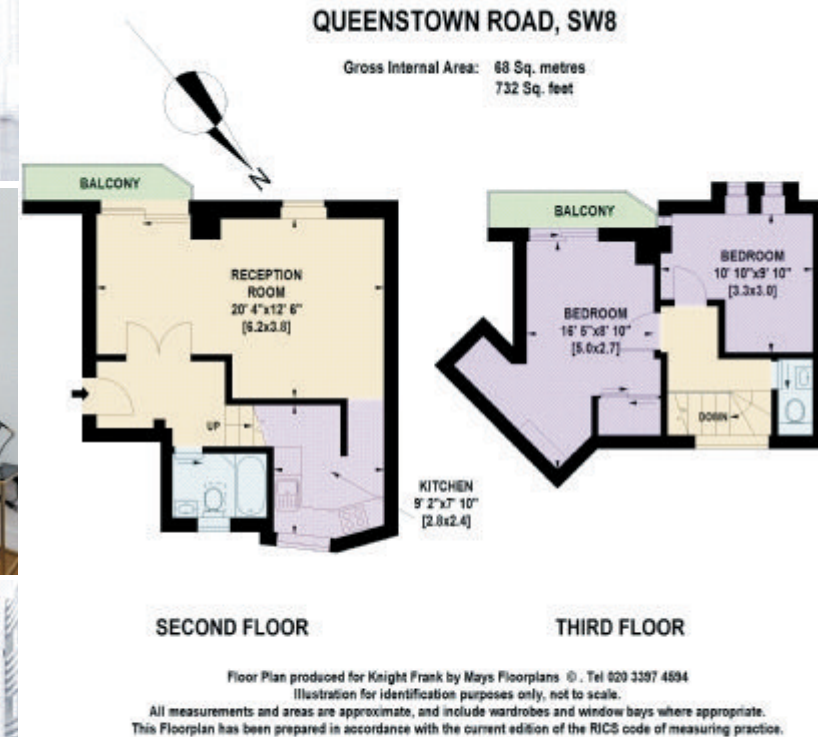 QUEENSTOWN ROAD, SW8
Gross Internal Area: 68 Sq. metres
732 Sq. feet
N
BALCONY
RECEPTION
ROOM
20' 4"x12' 6"
[6.2x3.8]
UP
KITCHEN
9' 2"x7' 10"
[2.8x2.4]
SECOND FLOOR
BALCONY
BEDROOM
10' 10"x9' 10"
[3.3x3.0]
BEDROOM
16' 5"x8' 10"
[5.0x2.7]
DOWN
THIRD FLOOR
Floor Plan produced for Knight Frank by Mays Floorplans © . Tel 020 3397 4594
Illustration for identification purposes only, not to scale.
All measurements and areas are approximate, and include wardrobes and window bays where appropriate.
This Floorplan has been prepared in accordance with the current edition of the RICS code of measuring practice.